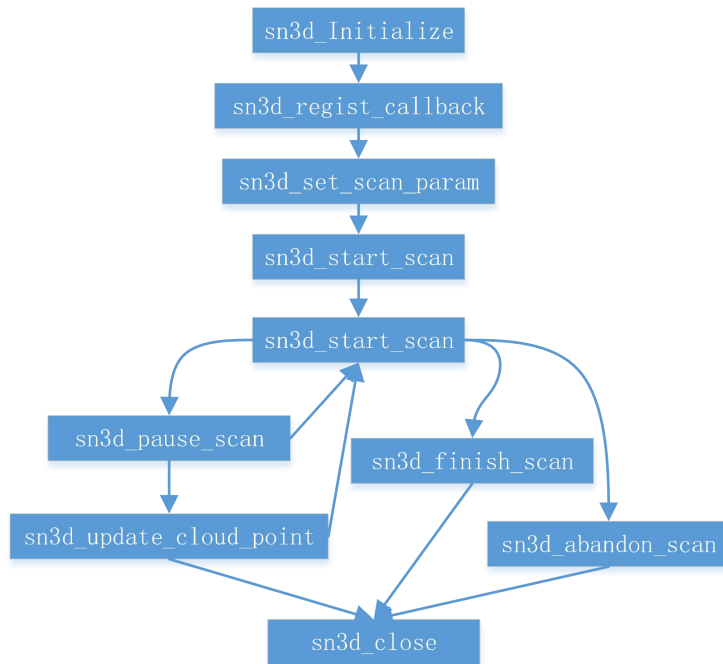 sn3d_Initialize
sn3d_regist_callback
sn3d_set_scan_param
sn3d_start_scan
sn3d_start_scan
sn3d_pause_scan
sn3d_finish_scan
sn3d_update_cloud_point
sn3d_abandon_scan
sn3d_close